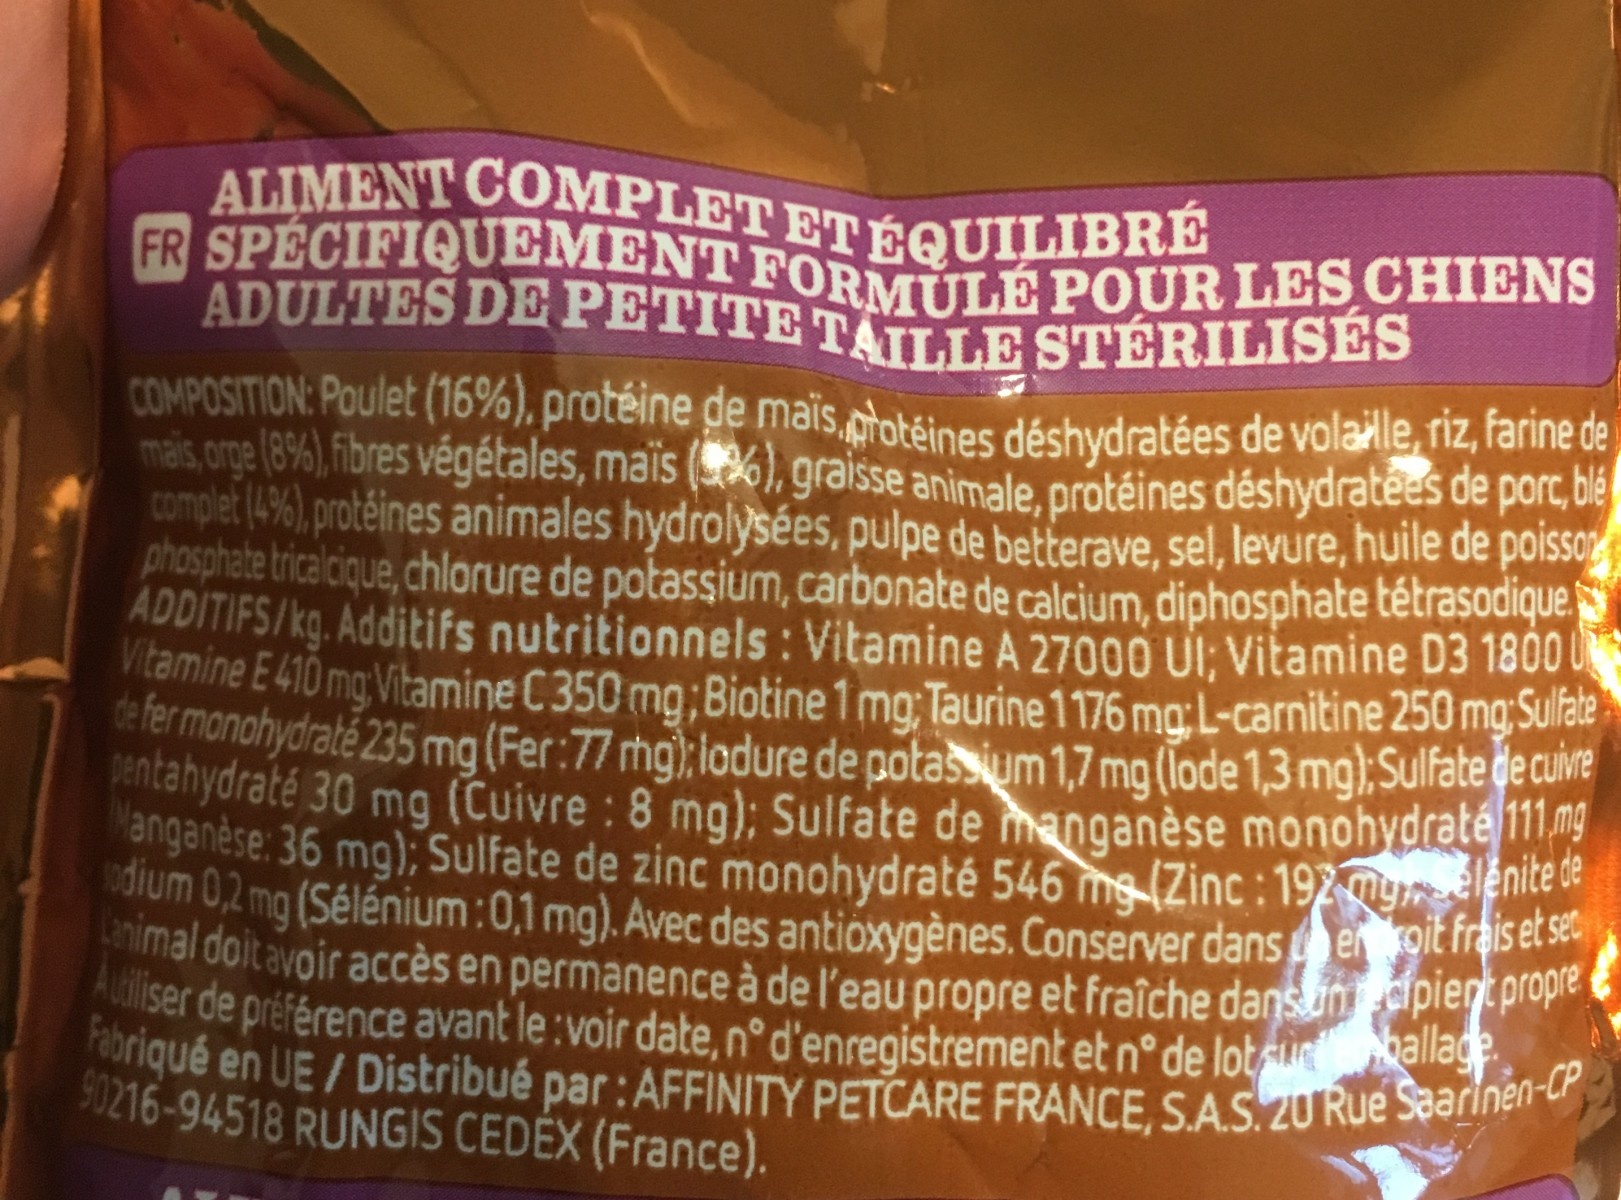 FR
ALIMENT COMPLET ET ÉQUILIBRÉ
SPÉCIFIQUEMENT FORMULÉ POUR LES CHIENS
ADULTES DE PETITE TAILLE STÉRILISÉS
COMPOSITION: Poulet (16%), protéine de maïs, protéines déshydratées de volaille, riz, farine de
maïs, orge (8%), fibres végétales, maïs graisse animale, protéines déshydratées de porc, blé
complet (4%), protéines animales hydrolysées, pulpe de betterave, sel, levure, huile de poisson
phosphate tricalcique, chlorure de potassium, carbonate de calcium, diphosphate tétrasodique.
ADDITIFS/kg. Additifs nutritionnels : Vitamine A 27000 UI; Vitamine D3 1800 UI
Vitamine E 410 mg; Vitamine C 350 mg ; Biotine 1 mg; Taurine 1176 mg; L-carnitine 250 mg; Sulfate
de fer monohydraté 235 mg (Fer : 77 mg); Iodure de potassium 1,7 mg (Iode 1,3 mg); Sulfate de cuivre
pentahydraté 30 mg (Cuivre : 8 mg); Sulfate de manganèse monohydraté 111 mg
(Manganèse: 36 mg); Sulfate de zinc monohydraté 546 mg (Zinc : mg); Sélénite de
sodium 0,2 mg (Sélénium : 0,1 mg). Avec des antioxygènes. Conserver dans un endroit frais et sec
L'animal doit avoir accès en permanence à de l'eau propre et fraîche dans un récipient propre.
A utiliser de préférence avant le : voir date, n° d'enregistrement et n° de lot sur l'emballage.
Fabriqué en UE / Distribué par : AFFINITY PETCARE FRANCE, S.A.S. 20 Rue Saarinen-CP
90216-94518 RUNGIS CEDEX (France).